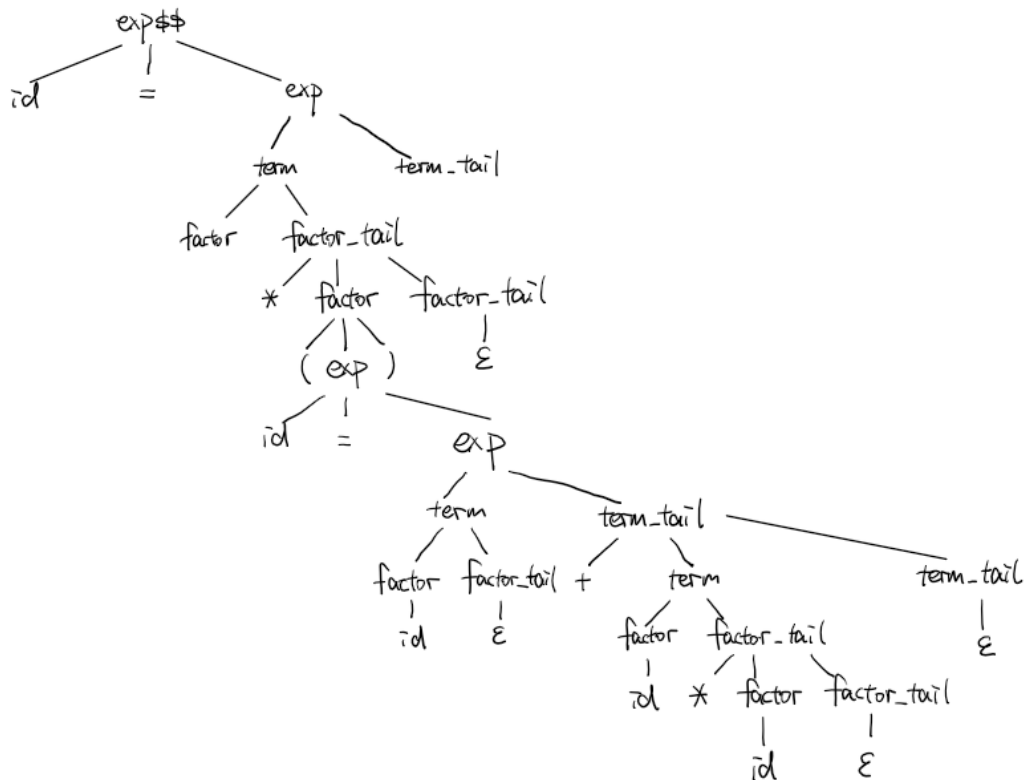 exp$$
id = exp
term term_tail
factor factor_tail
* factor factor_tail
( exp ) ε
id = exp
term term_tail
factor factor_tail + term term_tail
id ε factor factor_tail ε
id * factor factor_tail
id ε